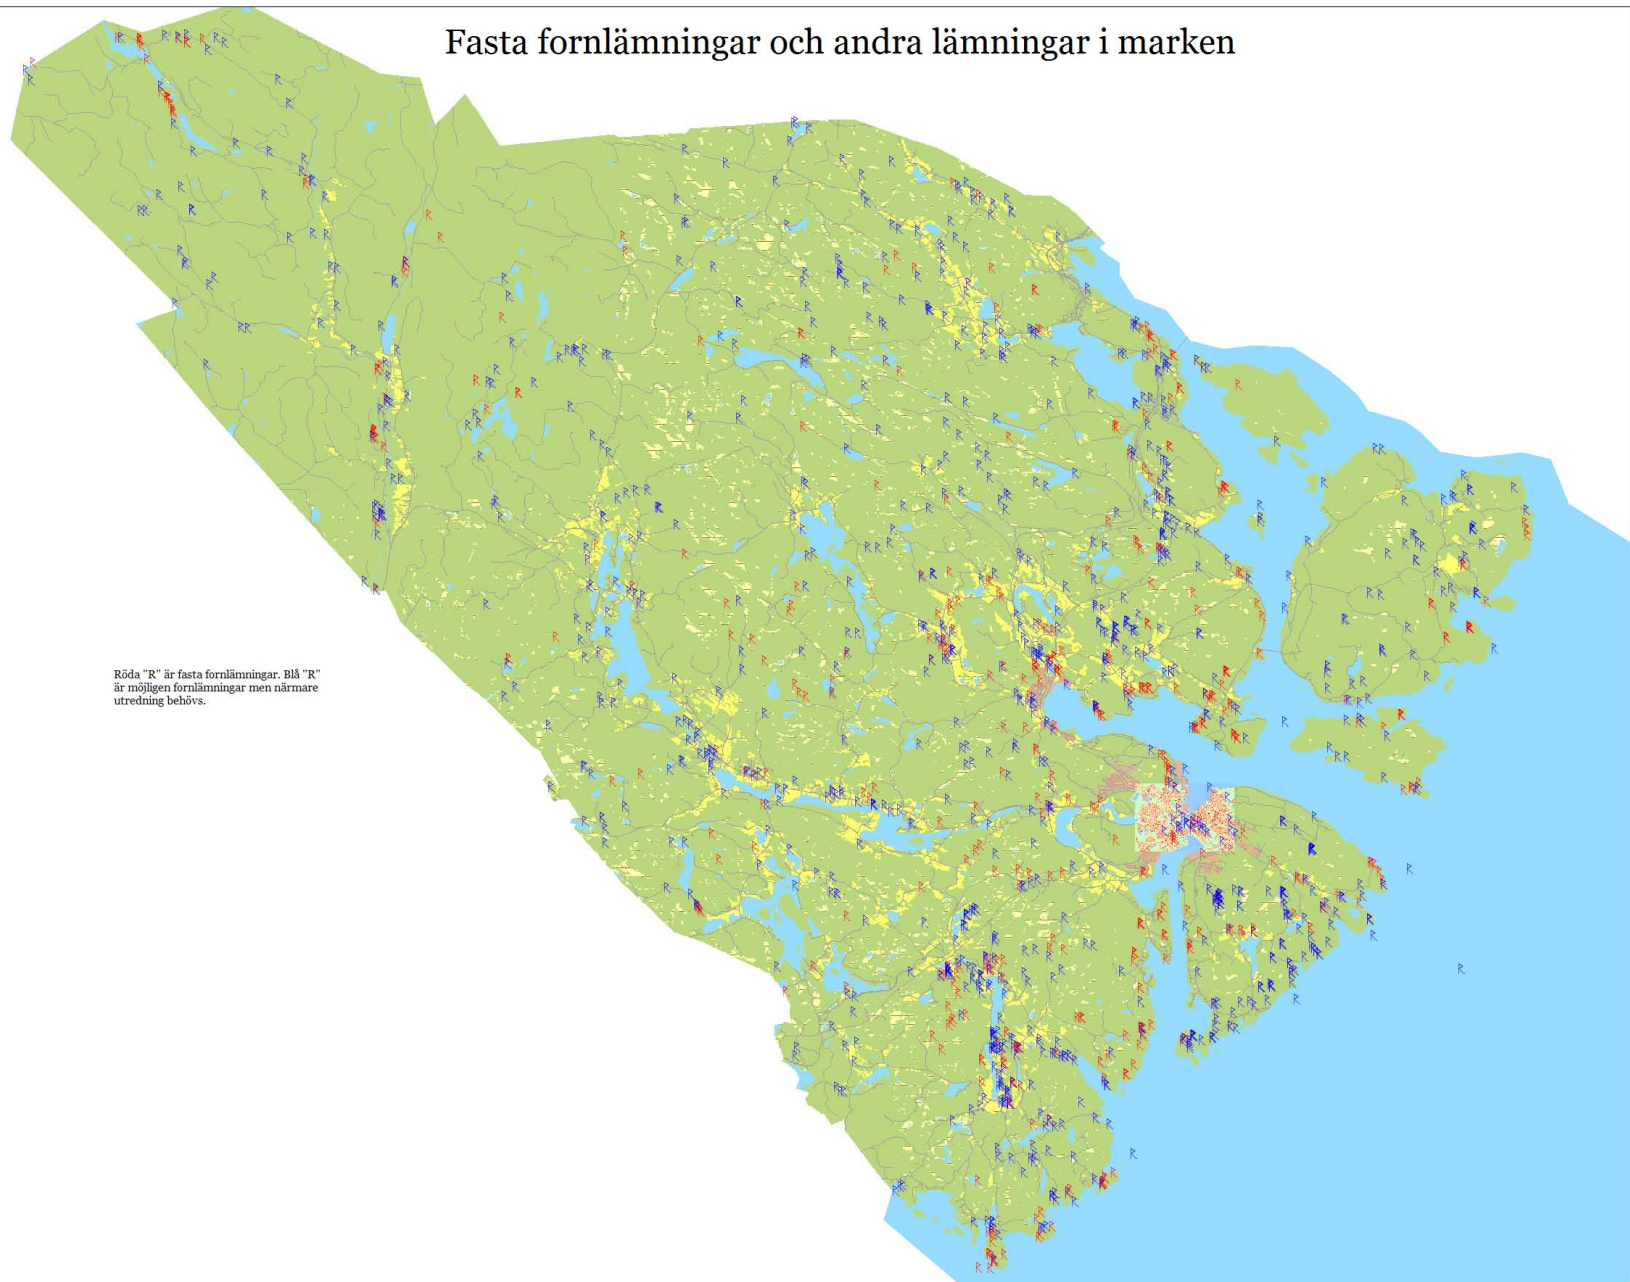 Fasta fornlämningar och andra lämningar i marken
Röda "R" är fasta fornlämningar. Blå "R"
är möjligen fornlämningar men närmare
utredning behövs.